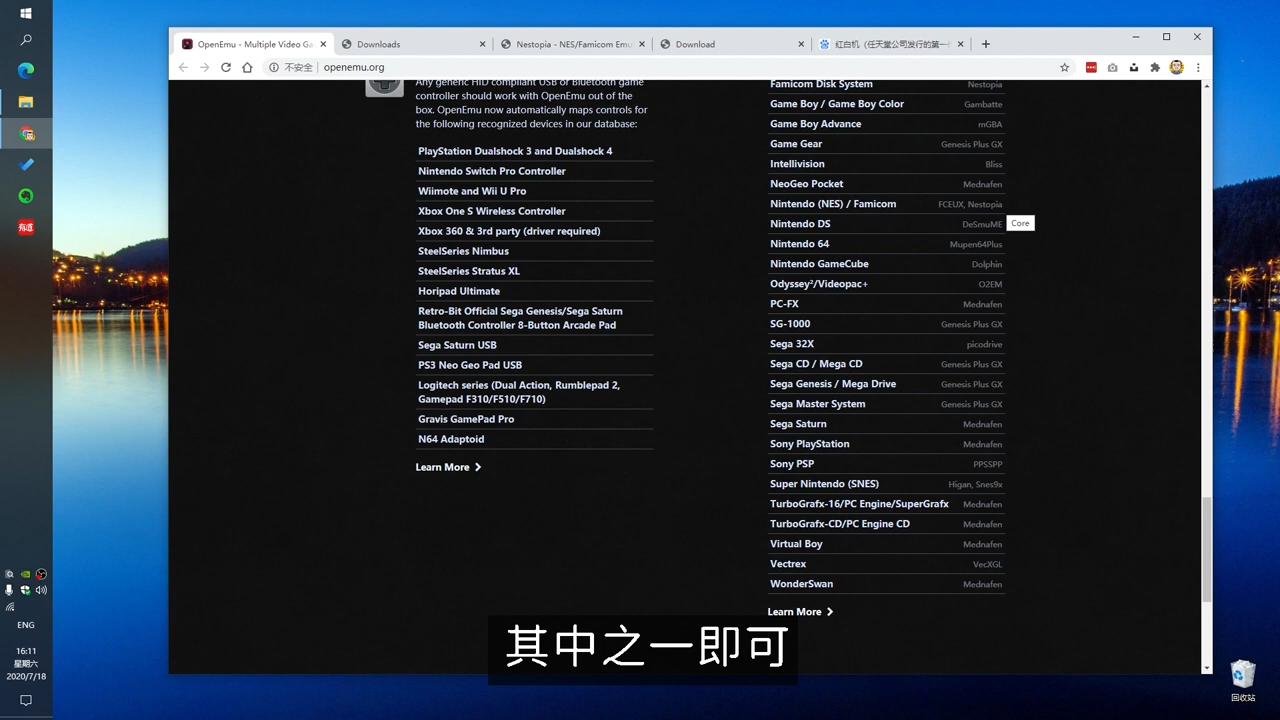 OpenEmu - Multiple Video Ga
Downloads
Nestopia - NES/Famicom Emu
Download
红白机（任天堂公司发行的第一
不安全
openemu.org
Any generic HID compliant USB or Bluetooth game
controller should work with OpenEmu out of the
box. OpenEmu now automatically maps controls for
the following recognized devices in our database:
PlayStation Dualshock 3 and Dualshock 4
Nintendo Switch Pro Controller
Wiimote and Wii U Pro
Xbox One S Wireless Controller
Xbox 360 & 3rd party (driver required)
SteelSeries Nimbus
SteelSeries Stratus XL
Horipad Ultimate
Retro-Bit Official Sega Genesis/Sega Saturn
Bluetooth Controller 8-Button Arcade Pad
Sega Saturn USB
PS3 Neo Geo Pad USB
Logitech series (Dual Action, Rumblepad 2,
Gamepad F310/F510/F710)
Gravis GamePad Pro
N64 Adaptoid
Learn More
Famicom Disk System Nestopia
Game Boy / Game Boy Color Gambatte
Game Boy Advance mGBA
Game Gear Genesis Plus GX
Intellivision Bliss
NeoGeo Pocket Mednafen
Nintendo (NES) / Famicom FCEUX, Nestopia
Nintendo DS DeSmuME
Core
Nintendo 64 Mupen64Plus
Nintendo GameCube Dolphin
Odyssey²/Videopac+ O2EM
PC-FX Mednafen
SG-1000 Genesis Plus GX
Sega 32X picodrive
Sega CD / Mega CD Genesis Plus GX
Sega Genesis / Mega Drive Genesis Plus GX
Sega Master System Genesis Plus GX
Sega Saturn Mednafen
Sony PlayStation Mednafen
Sony PSP PPSSPP
Super Nintendo (SNES) Higan, Snes9x
TurboGrafx-16/PC Engine/SuperGrafx Mednafen
TurboGrafx-CD/PC Engine CD Mednafen
Virtual Boy Mednafen
Vectrex VecXGL
WonderSwan Mednafen
Learn More
其中之一即可
有道
ENG
16:11
星期六
2020/7/18
回收站